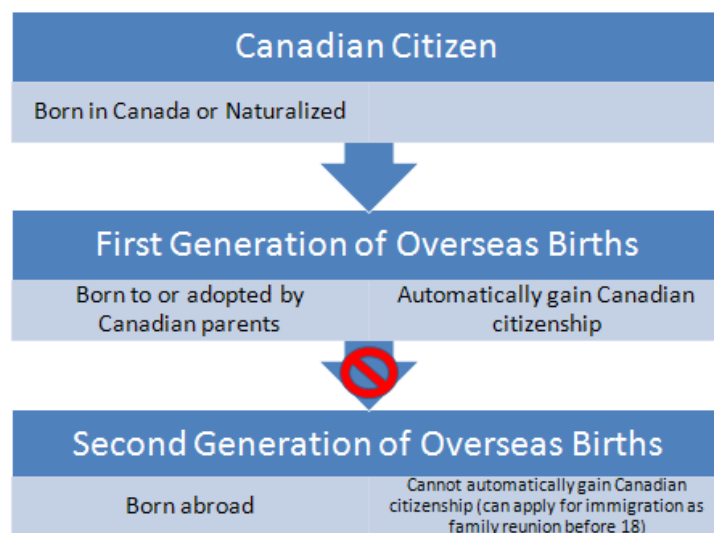 Canadian Citizen
Born in Canada or Naturalized
First Generation of Overseas Births
Born to or adopted by
Canadian parents
Automatically gain Canadian
citizenship
Second Generation of Overseas Births
Born abroad
Cannot automatically gain Canadian
citizenship (can apply for immigration as
family reunion before 18)